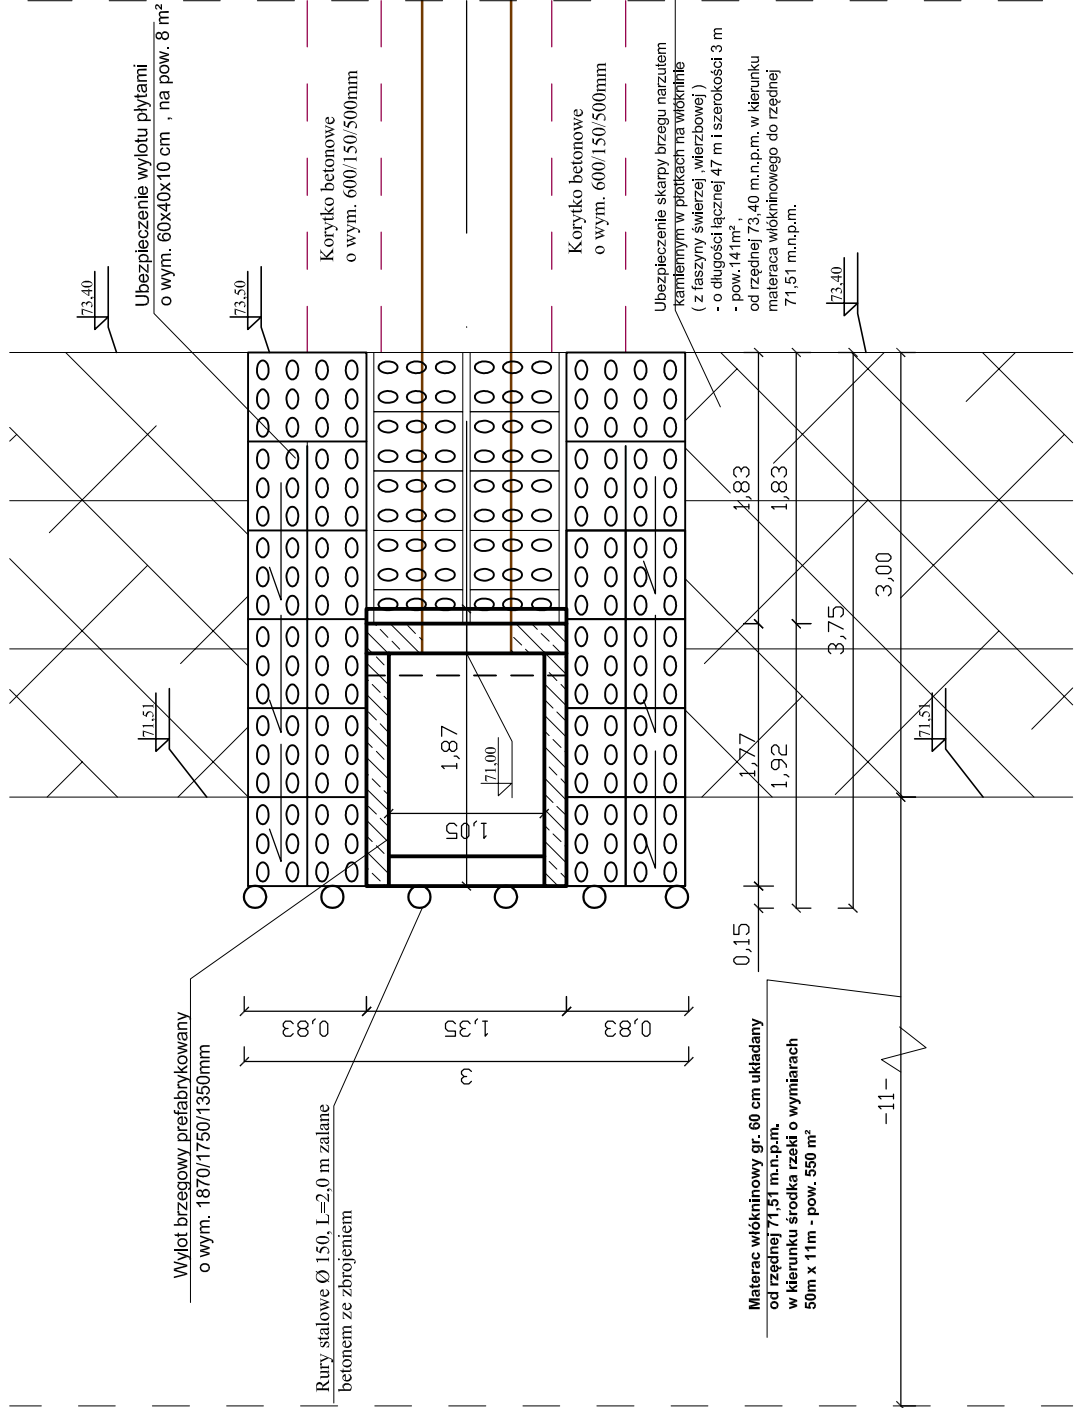 Ubezpieczenie wylotu płytami
o wym. 60x40x10 cm , na pow. 8 m²
Korytko betonowe
o wym. 600/150/500mm
Korytko betonowe
o wym. 600/150/500mm
Ubezpieczenie skarpy brzegu narzutem
kamiennym w płotkach na włókninie
( z faszyny świerzej ,wierzbowej )
- o długości łącznej 47 m i szerokości 3 m
- pow.141m² ,
od rzędnej 73,40 m.n.p.m. w kierunku
materaca włókninowego do rzędnej
71,51 m.n.p.m.
73,40
73,50
73,40
71,51
71,51
71,00
1,87
1,05
1,83
1,83
1,77
1,92
3,75
3,00
0,15
0,83
1,35
0,83
3
-11-
Wylot brzegowy prefabrykowany
o wym. 1870/1750/1350mm
Rury stalowe Ø 150, L=2,0 m zalane
betonem ze zbrojeniem
Materac włókninowy gr. 60 cm układany
od rzędnej 71,51 m.n.p.m.
w kierunku środka rzeki o wymiarach
50m x 11m - pow. 550 m²